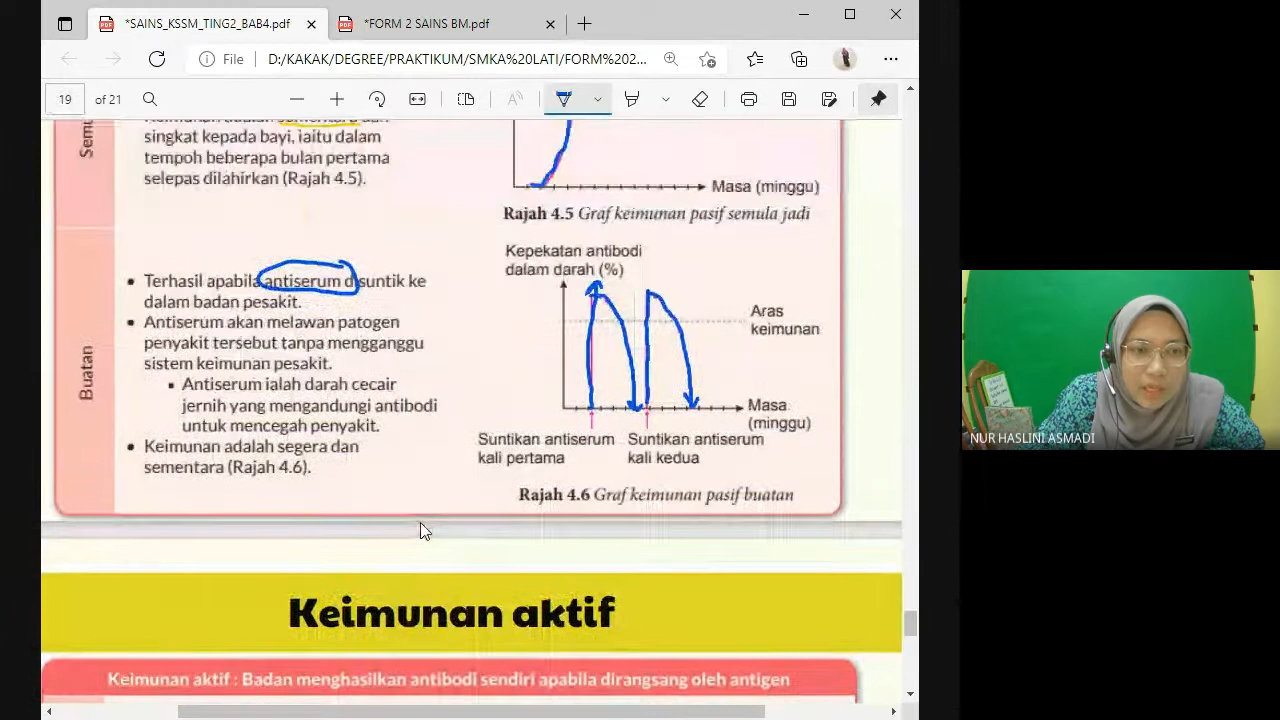 *SAINS_KSSM_TING2_BAB4.pdf
*FORM 2 SAINS BM.pdf
File
D:/KAKAK/DEGREE/PRAKTIKUM/SMKA%20LATI/FORM%202...
19 of 21
singkat kepada bayi, iaitu dalam
tempoh beberapa bulan pertama
selepas dilahirkan (Rajah 4.5).
Masa (minggu)
Rajah 4.5 Graf keimunan pasif semula jadi
Buatan
Terhasil apabila antiserum disuntik ke
dalam badan pesakit.
Antiserum akan melawan patogen
penyakit tersebut tanpa mengganggu
sistem keimunan pesakit.
Antiserum ialah darah cecair
jernih yang mengandungi antibodi
untuk mencegah penyakit.
Keimunan adalah segera dan
sementara (Rajah 4.6).
Kepekatan antibodi
dalam darah (%)
Aras
keimunan
Masa
(minggu)
Suntikan antiserum
kali pertama
Suntikan antiserum
kali kedua
Rajah 4.6 Graf keimunan pasif buatan
Keimunan aktif
Keimunan aktif : Badan menghasilkan antibodi sendiri apabila dirangsang oleh antigen
NUR HASLINI ASMADI